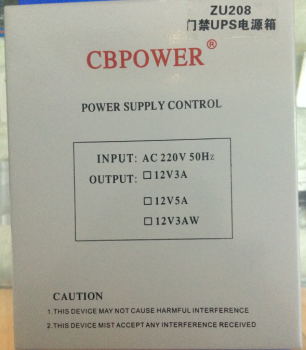 ZU208
门禁UPS电源箱
CBPOWER®
POWER SUPPLY CONTROL
INPUT: AC 220V 50Hz
OUTPUT: □12V3A
□12V5A
□12V3AW
CAUTION
1.THIS DEVICE MAY NOT CAUSE HARMFUL INTERFERENCE
2.THIS DEVICE MIST ACCEPT ANY INTERFERENCE RECEIVED